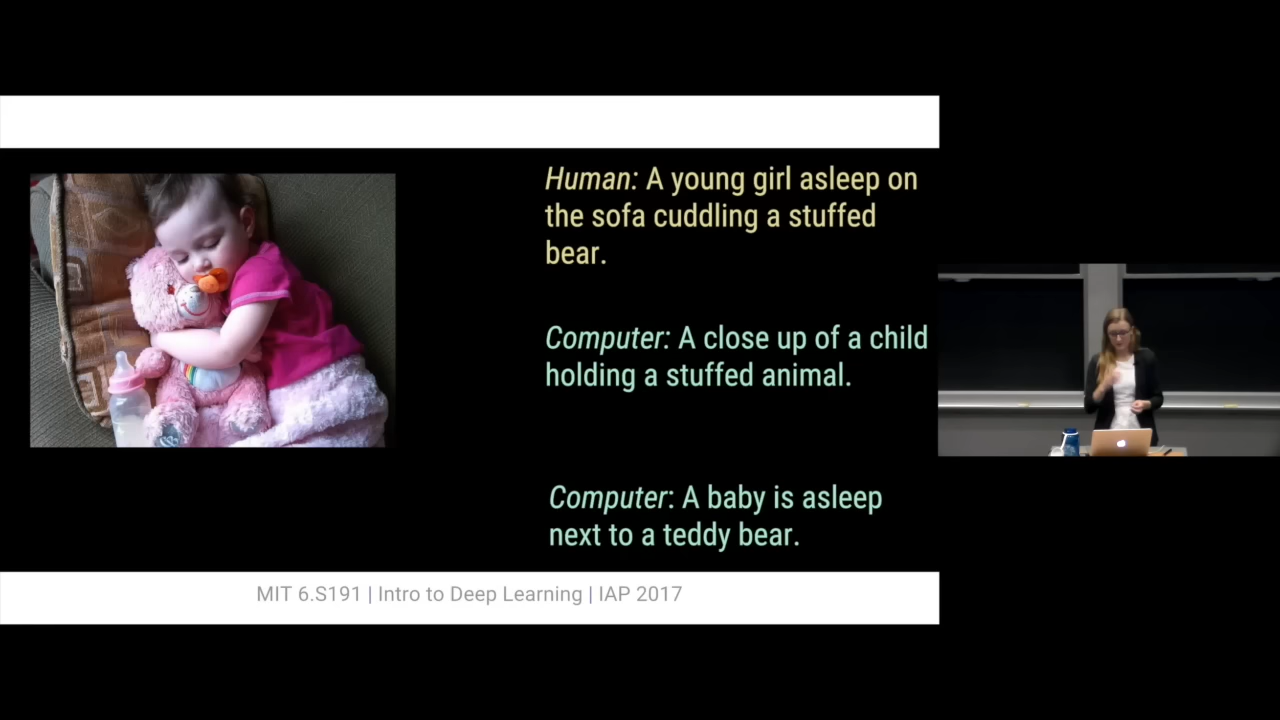 Human: A young girl asleep on
the sofa cuddling a stuffed
bear.
Computer: A close up of a child
holding a stuffed animal.
Computer: A baby is asleep
next to a teddy bear.
MIT 6.S191 | Intro to Deep Learning | IAP 2017